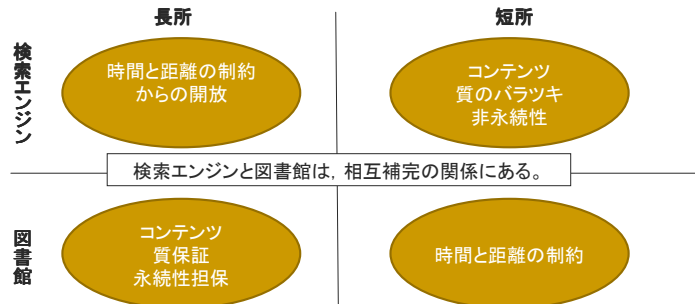 長所
短所
検索エンジン
時間と距離の制約
からの開放
コンテンツ
質のバラツキ
非永続性
検索エンジンと図書館は，相互補完の関係にある。
図書館
コンテンツ
質保証
永続性担保
時間と距離の制約